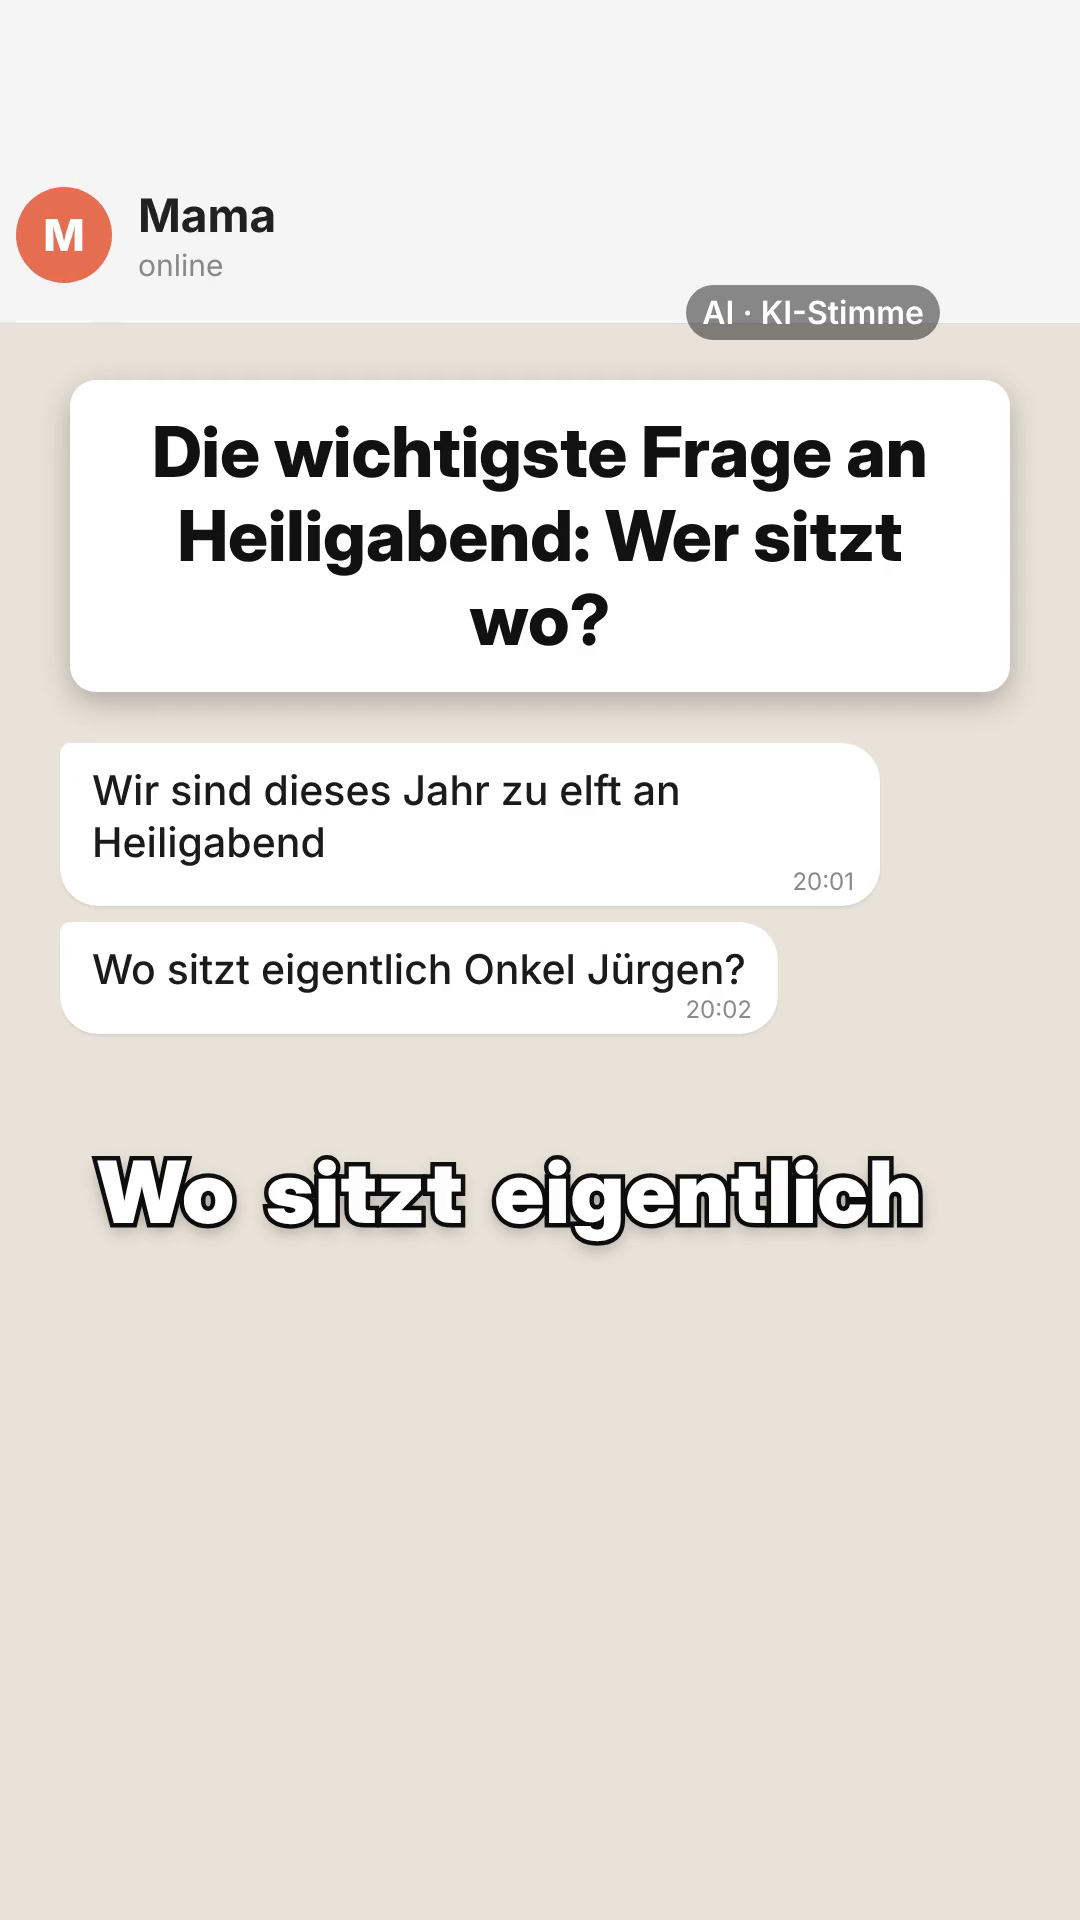 M
Mama
online
AI · KI-Stimme
Die wichtigste Frage an
Heiligabend: Wer sitzt
wo?
Wir sind dieses Jahr zu elft an
Heiligabend
20:01
Wo sitzt eigentlich Onkel Jürgen?
20:02
Wo sitzt eigentlich